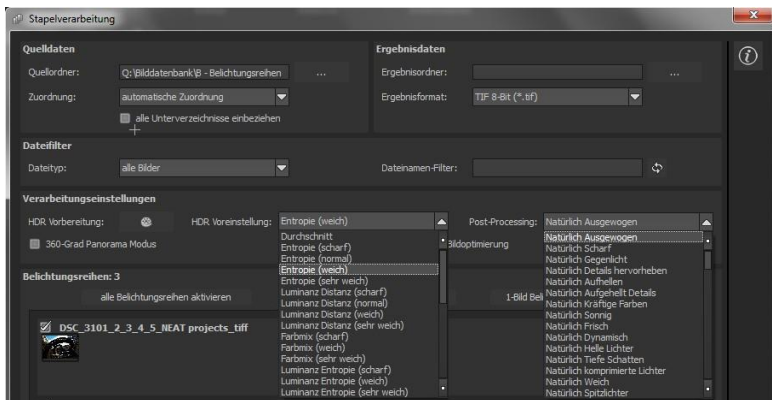 Stapelverarbeitung
Quelldaten
Quellordner: Q:\Bilddatenbank\B - Belichtungsreihen ...
Zuordnung: automatische Zuordnung
alle Unterverzeichnisse einbeziehen
Ergebnisdaten
Ergebnisordner: ...
Ergebnisformat: TIF 8-Bit (*.tif)
Dateifilter
Dateityp: alle Bilder
Dateinamen-Filter:
Verarbeitungseinstellungen
HDR Vorbereitung: HDR Voreinstellung: Entropie (weich) Post-Processing: Natürlich Ausgewogen
360-Grad Panorama Modus
Bildoptimierung
Durchschnitt
Entropie (scharf)
Entropie (normal)
Entropie (weich)
Entropie (sehr weich)
Luminanz Distanz (scharf)
Luminanz Distanz (normal)
Luminanz Distanz (weich)
Luminanz Distanz (sehr weich)
Farbmix (scharf)
Farbmix (weich)
Farbmix (sehr weich)
Luminanz Entropie (scharf)
Luminanz Entropie (weich)
Luminanz Entropie (sehr weich)
Natürlich Ausgewogen
Natürlich Scharf
Natürlich Gegenlicht
Natürlich Details hervorheben
Natürlich Aufhellen
Natürlich Aufgehellt Details
Natürlich Kräftige Farben
Natürlich Sonnig
Natürlich Frisch
Natürlich Dynamisch
Natürlich Helle Lichter
Natürlich Tiefe Schatten
Natürlich komprimierte Lichter
Natürlich Weich
Natürlich Spitzlichter
Belichtungsreihen: 3
alle Belichtungsreihen aktivieren
1-Bild Beli
DSC_3101_2_3_4_5_NEAT projects_tiff